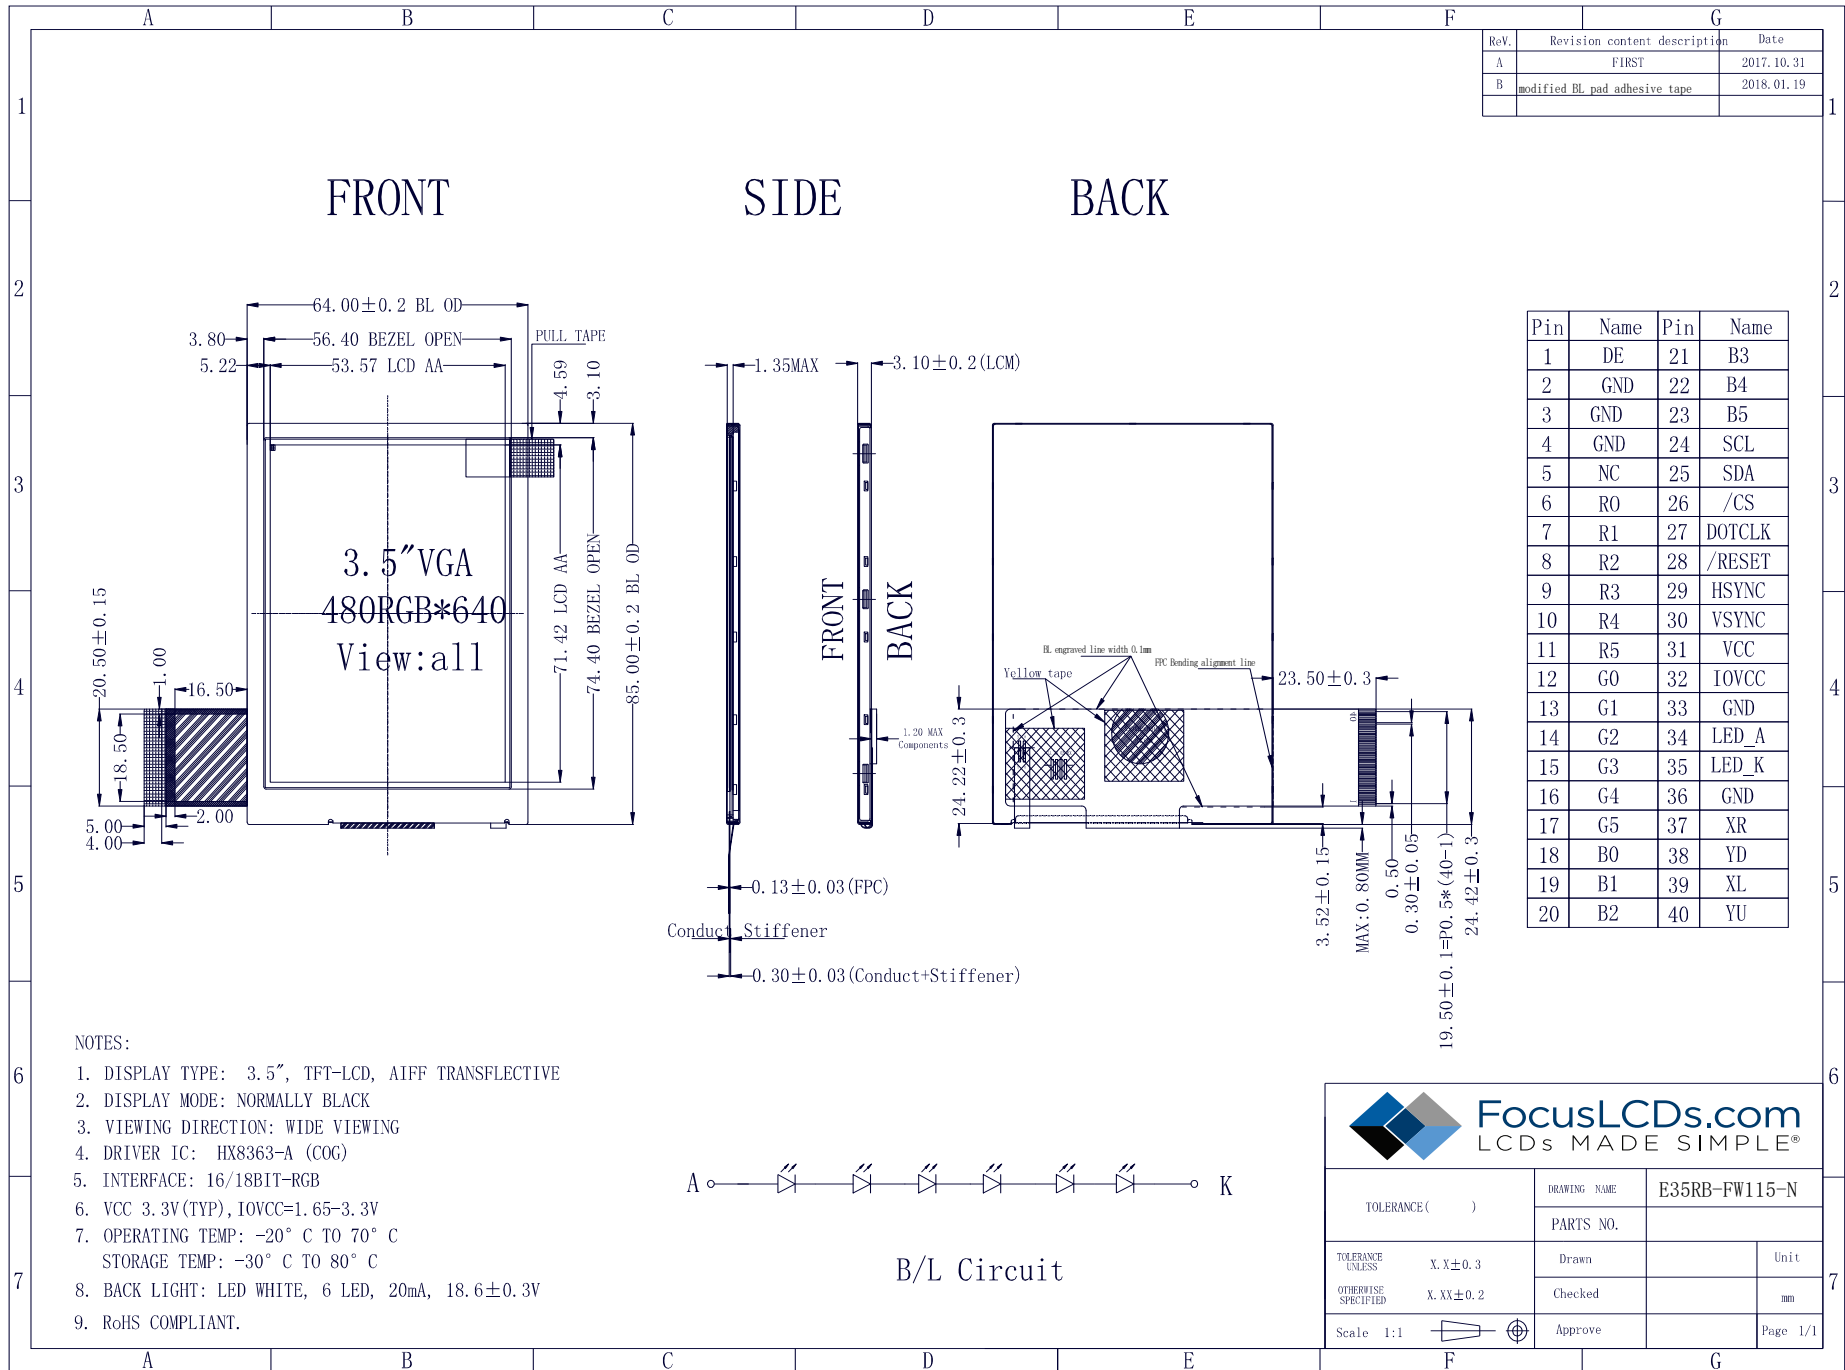 A B C D E F G
ReV. Revision content description Date
A FIRST 2017.10.31
B modified BL pad adhesive tape 2018.01.19
1 1
FRONT SIDE BACK
2 2
64.00±0.2 BL OD
3.80 56.40 BEZEL OPEN
PULL TAPE
5.22 53.57 LCD AA
4.59
3.10
1.35MAX
3.10±0.2(LCM)
3 3
3.5″VGA
480RGB*640
View:all
71.42 LCD AA
74.40 BEZEL OPEN
85.00±0.2 BL OD
20.50±0.15
1.00
16.50
18.50
2.00
5.00
4.00
4 4
FRONT
BACK
1.20 MAX
Components
BL engraved line width 0.1mm
FPC Bending alignment line
Yellow tape
23.50±0.3
24.22±0.3
40
1
3.52±0.15
MAX:0.80MM
0.50
0.30±0.05
19.50±0.1=P0.5*(40-1)
24.42±0.3
5 5
0.13±0.03(FPC)
Conduct Stiffener
0.30±0.03(Conduct+Stiffener)
Pin Name Pin Name
1 DE 21 B3
2 GND 22 B4
3 GND 23 B5
4 GND 24 SCL
5 NC 25 SDA
6 R0 26 /CS
7 R1 27 DOTCLK
8 R2 28 /RESET
9 R3 29 HSYNC
10 R4 30 VSYNC
11 R5 31 VCC
12 G0 32 IOVCC
13 G1 33 GND
14 G2 34 LED_A
15 G3 35 LED_K
16 G4 36 GND
17 G5 37 XR
18 B0 38 YD
19 B1 39 XL
20 B2 40 YU
6 6
NOTES:
1. DISPLAY TYPE: 3.5″, TFT-LCD, AIFF TRANSFLECTIVE
2. DISPLAY MODE: NORMALLY BLACK
3. VIEWING DIRECTION: WIDE VIEWING
4. DRIVER IC: HX8363-A (COG)
5. INTERFACE: 16/18BIT-RGB
6. VCC 3.3V(TYP), IOVCC=1.65-3.3V
7. OPERATING TEMP: -20° C TO 70° C
STORAGE TEMP: -30° C TO 80° C
8. BACK LIGHT: LED WHITE, 6 LED, 20mA, 18.6±0.3V
9. RoHS COMPLIANT.
A K
B/L Circuit
FocusLCDs.com
LCDs MADE SIMPLE®
TOLERANCE( )
DRAWING NAME E35RB-FW115-N
PARTS NO.
TOLERANCE
UNLESS X.X±0.3
Drawn Unit
OTHERWISE
SPECIFIED X.XX±0.2
Checked mm
Scale 1:1 Approve Page 1/1
7 7
A B C D E F G